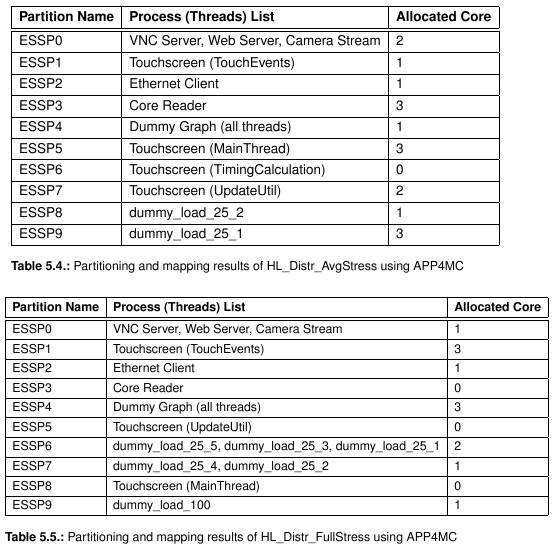 Partition Name Process (Threads) List Allocated Core
ESSP0 VNC Server, Web Server, Camera Stream 2
ESSP1 Touchscreen (TouchEvents) 1
ESSP2 Ethernet Client 1
ESSP3 Core Reader 3
ESSP4 Dummy Graph (all threads) 1
ESSP5 Touchscreen (MainThread) 3
ESSP6 Touchscreen (TimingCalculation) 0
ESSP7 Touchscreen (UpdateUtil) 2
ESSP8 dummy_load_25_2 1
ESSP9 dummy_load_25_1 3
Table 5.4.: Partitioning and mapping results of HL_Distr_AvgStress using APP4MC
Partition Name Process (Threads) List Allocated Core
ESSP0 VNC Server, Web Server, Camera Stream 1
ESSP1 Touchscreen (TouchEvents) 3
ESSP2 Ethernet Client 1
ESSP3 Core Reader 0
ESSP4 Dummy Graph (all threads) 3
ESSP5 Touchscreen (UpdateUtil) 0
ESSP6 dummy_load_25_5, dummy_load_25_3, dummy_load_25_1 2
ESSP7 dummy_load_25_4, dummy_load_25_2 1
ESSP8 Touchscreen (MainThread) 0
ESSP9 dummy_load_100 1
Table 5.5.: Partitioning and mapping results of HL_Distr_FullStress using APP4MC